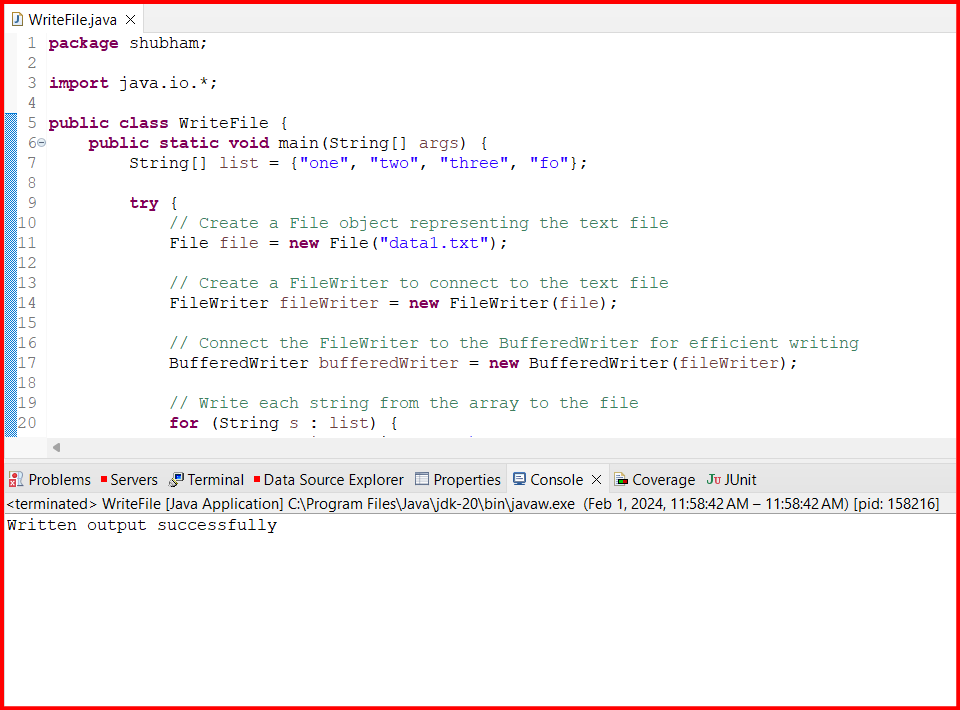 WriteFile.java
1 package shubham;
2
3 import java.io.*;
4
5 public class WriteFile {
6 public static void main(String[] args) {
7 String[] list = {"one", "two", "three", "fo"};
8
9 try {
10 // Create a File object representing the text file
11 File file = new File("data1.txt");
12
13 // Create a FileWriter to connect to the text file
14 FileWriter fileWriter = new FileWriter(file);
15
16 // Connect the FileWriter to the BufferedWriter for efficient writing
17 BufferedWriter bufferedWriter = new BufferedWriter(fileWriter);
18
19 // Write each string from the array to the file
20 for (String s : list) {
Problems Servers Terminal Data Source Explorer Properties Console Coverage JUnit
<terminated> WriteFile [Java Application] C:\Program Files\Java\jdk-20\bin\javaw.exe (Feb 1, 2024, 11:58:42 AM – 11:58:42 AM) [pid: 158216]
Written output successfully